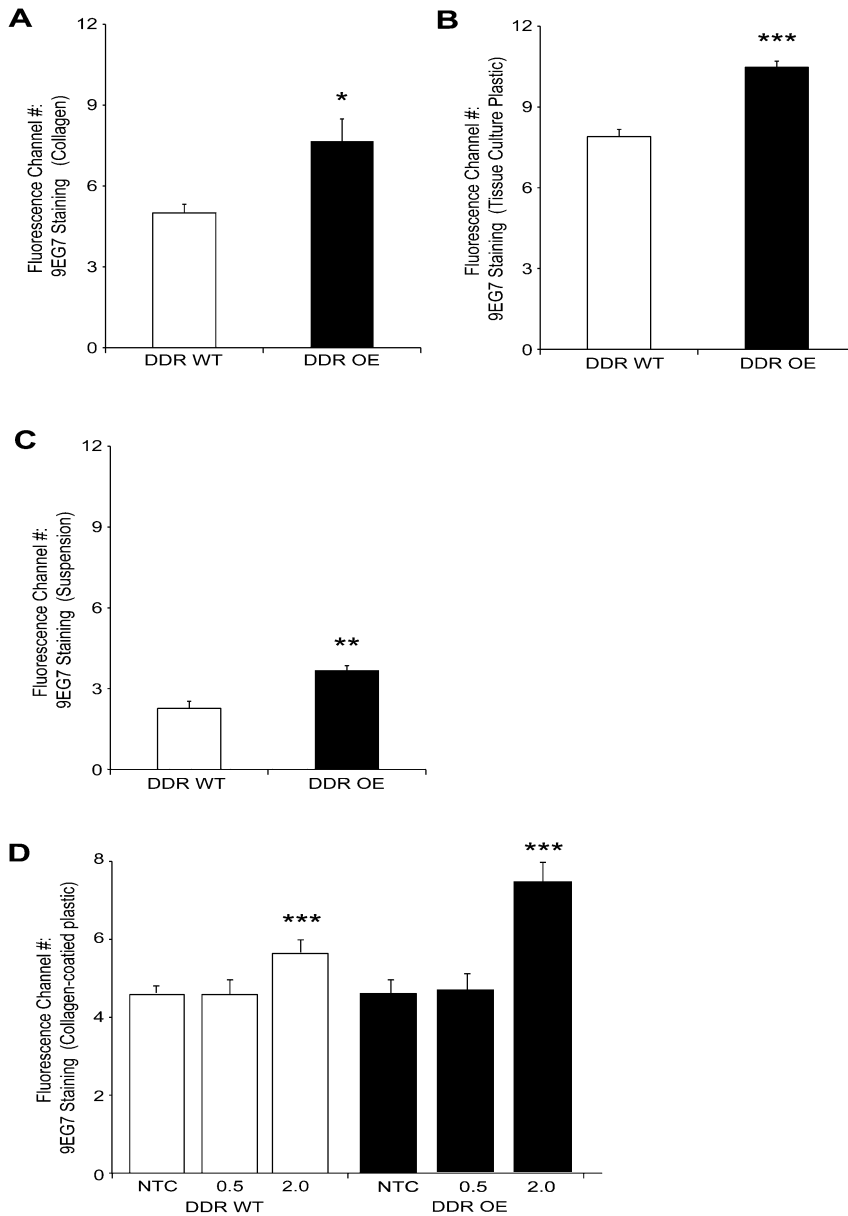 A
Fluorescence Channel #:
9EG7 Staining (Collagen)
12
9
6
3
0
*
DDR WT DDR OE
B
Fluorescence Channel #:
9EG7 Staining (Tissue Culture Plastic)
12
9
6
3
0
***
DDR WT DDR OE
C
Fluorescence Channel #:
9EG7 Staining (Suspension)
12
9
6
3
0
**
DDR WT DDR OE
D
Fluorescence Channel #:
9EG7 Staining (Collagen-coatied plastic)
8
6
4
2
0
***
***
NTC 0.5 2.0 NTC 0.5 2.0
DDR WT DDR OE